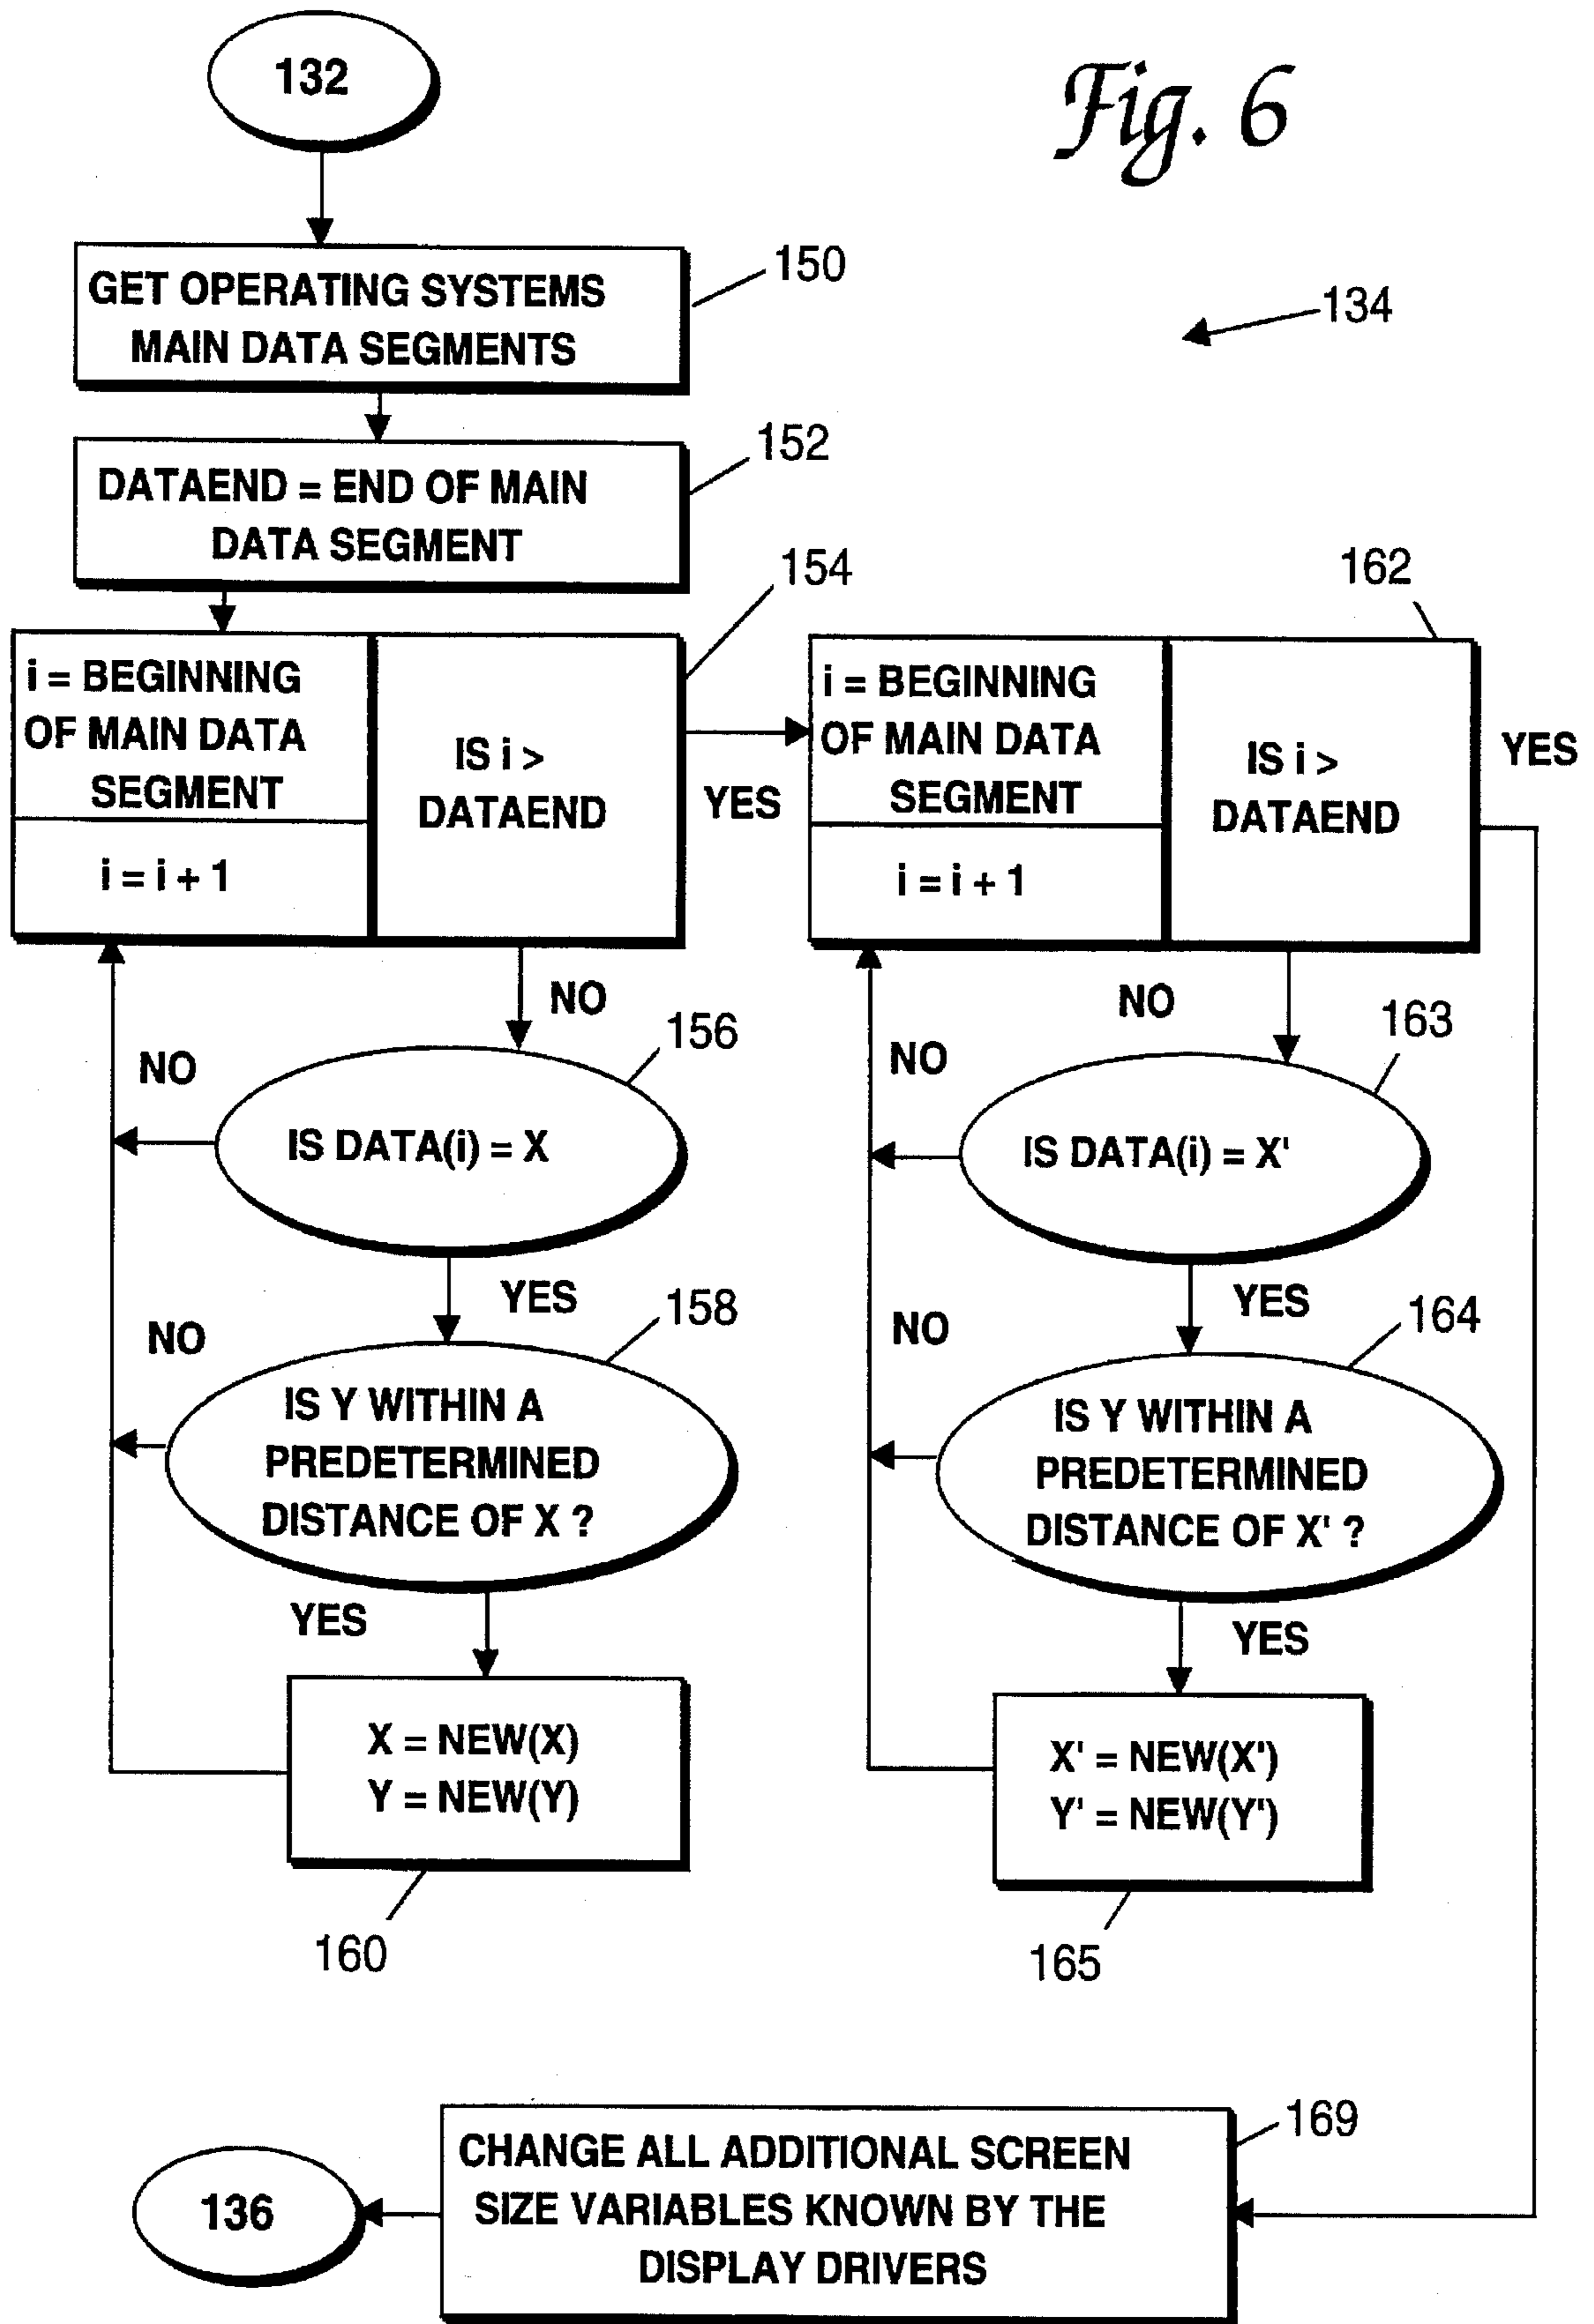 132
Fig. 6
GET OPERATING SYSTEMS
MAIN DATA SEGMENTS
150
134
DATAEND = END OF MAIN
DATA SEGMENT
152
154
i = BEGINNING
OF MAIN DATA
SEGMENT
i = i + 1
IS i >
DATAEND
YES
NO
162
i = BEGINNING
OF MAIN DATA
SEGMENT
i = i + 1
IS i >
DATAEND
YES
NO
156
NO
IS DATA(i) = X
YES
158
NO
IS Y WITHIN A
PREDETERMINED
DISTANCE OF X ?
YES
X = NEW(X)
Y = NEW(Y)
160
163
NO
IS DATA(i) = X'
YES
164
NO
IS Y WITHIN A
PREDETERMINED
DISTANCE OF X' ?
YES
X' = NEW(X')
Y' = NEW(Y')
165
169
CHANGE ALL ADDITIONAL SCREEN
SIZE VARIABLES KNOWN BY THE
DISPLAY DRIVERS
136